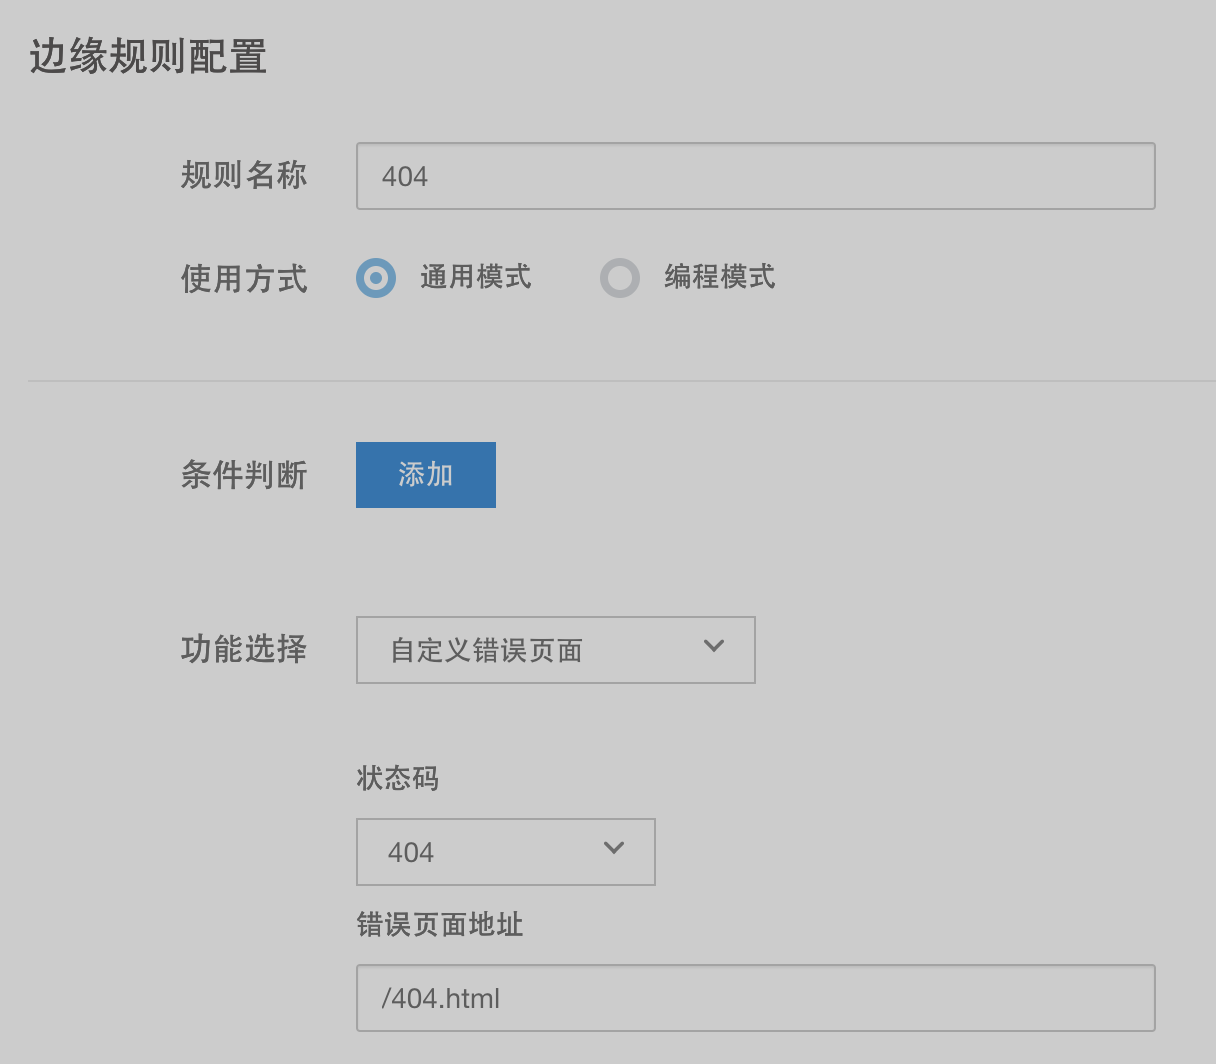 边缘规则配置
规则名称 404
使用方式 通用模式 编程模式
条件判断 添加
功能选择 自定义错误页面
状态码
404
错误页面地址
/404.html